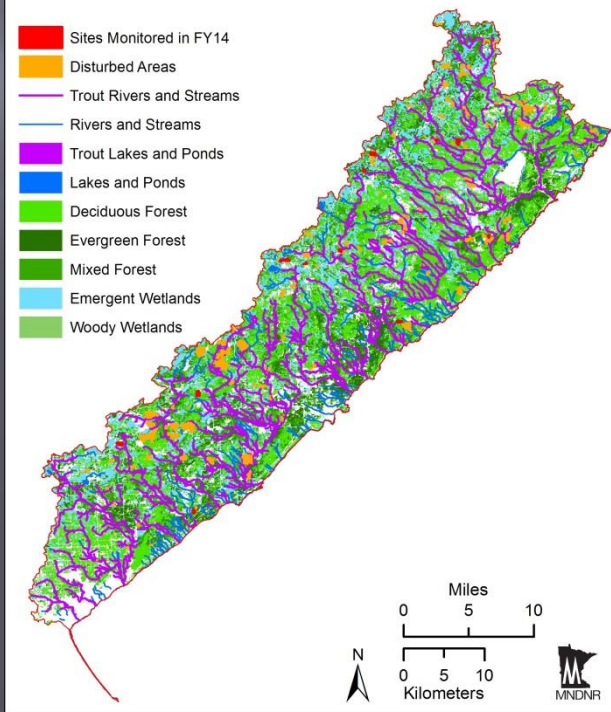 Sites Monitored in FY14
Disturbed Areas
Trout Rivers and Streams
Rivers and Streams
Trout Lakes and Ponds
Lakes and Ponds
Deciduous Forest
Evergreen Forest
Mixed Forest
Emergent Wetlands
Woody Wetlands
Miles
0 5 10
0 5 10
Kilometers
N
M
MNDNR